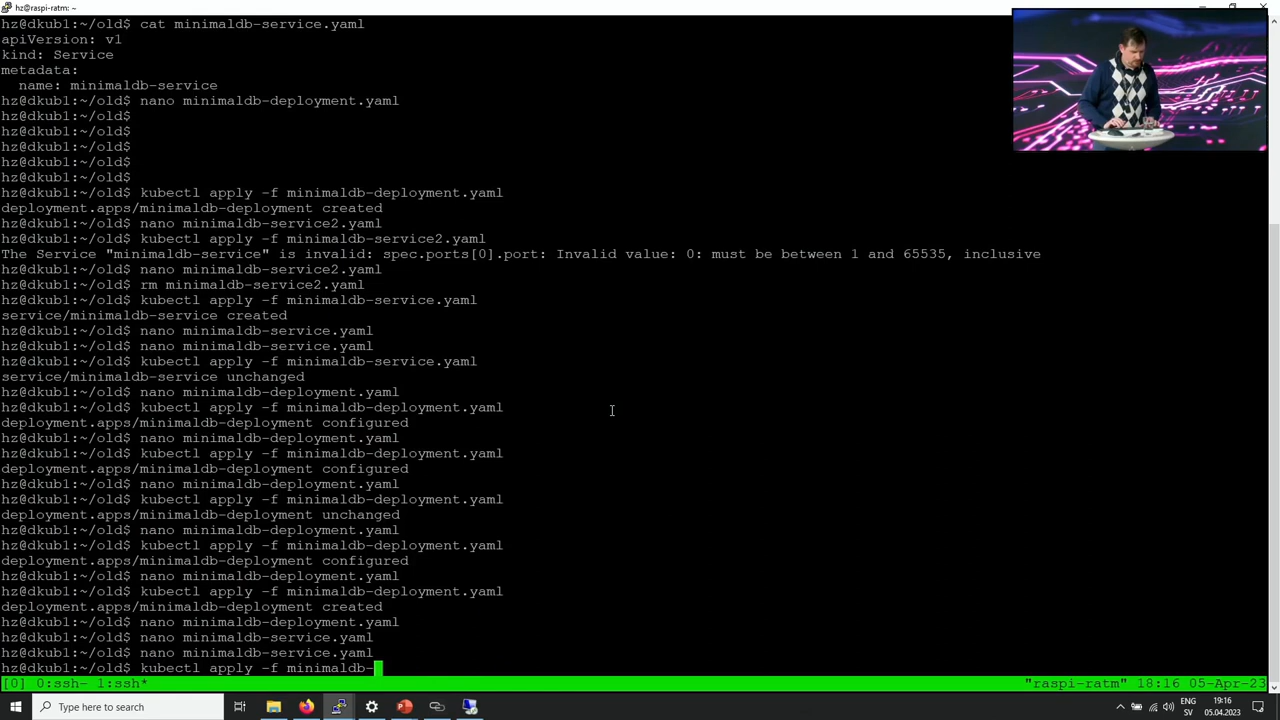 hz@raspi-ratm: ~
hz@dkub1:~/old$ cat minimaldb-service.yaml
apiVersion: v1
kind: Service
metadata:
  name: minimaldb-service
hz@dkub1:~/old$ nano minimaldb-deployment.yaml
hz@dkub1:~/old$
hz@dkub1:~/old$
hz@dkub1:~/old$
hz@dkub1:~/old$
hz@dkub1:~/old$
hz@dkub1:~/old$ kubectl apply -f minimaldb-deployment.yaml
deployment.apps/minimaldb-deployment created
hz@dkub1:~/old$ nano minimaldb-service2.yaml
hz@dkub1:~/old$ kubectl apply -f minimaldb-service2.yaml
The Service "minimaldb-service" is invalid: spec.ports[0].port: Invalid value: 0: must be between 1 and 65535, inclusive
hz@dkub1:~/old$ nano minimaldb-service2.yaml
hz@dkub1:~/old$ rm minimaldb-service2.yaml
hz@dkub1:~/old$ kubectl apply -f minimaldb-service.yaml
service/minimaldb-service created
hz@dkub1:~/old$ nano minimaldb-service.yaml
hz@dkub1:~/old$ nano minimaldb-service.yaml
hz@dkub1:~/old$ kubectl apply -f minimaldb-service.yaml
service/minimaldb-service unchanged
hz@dkub1:~/old$ nano minimaldb-deployment.yaml
hz@dkub1:~/old$ kubectl apply -f minimaldb-deployment.yaml
deployment.apps/minimaldb-deployment configured
hz@dkub1:~/old$ nano minimaldb-deployment.yaml
hz@dkub1:~/old$ kubectl apply -f minimaldb-deployment.yaml
deployment.apps/minimaldb-deployment configured
hz@dkub1:~/old$ nano minimaldb-deployment.yaml
hz@dkub1:~/old$ kubectl apply -f minimaldb-deployment.yaml
deployment.apps/minimaldb-deployment unchanged
hz@dkub1:~/old$ nano minimaldb-deployment.yaml
hz@dkub1:~/old$ kubectl apply -f minimaldb-deployment.yaml
deployment.apps/minimaldb-deployment configured
hz@dkub1:~/old$ nano minimaldb-deployment.yaml
hz@dkub1:~/old$ kubectl apply -f minimaldb-deployment.yaml
deployment.apps/minimaldb-deployment created
hz@dkub1:~/old$ nano minimaldb-deployment.yaml
hz@dkub1:~/old$ nano minimaldb-service.yaml
hz@dkub1:~/old$ nano minimaldb-service.yaml
hz@dkub1:~/old$ kubectl apply -f minimaldb-
[0] 0:ssh- 1:ssh* "raspi-ratm" 18:16 05-Apr-23
Type here to search
ENG
SV
19:16
05.04.2023